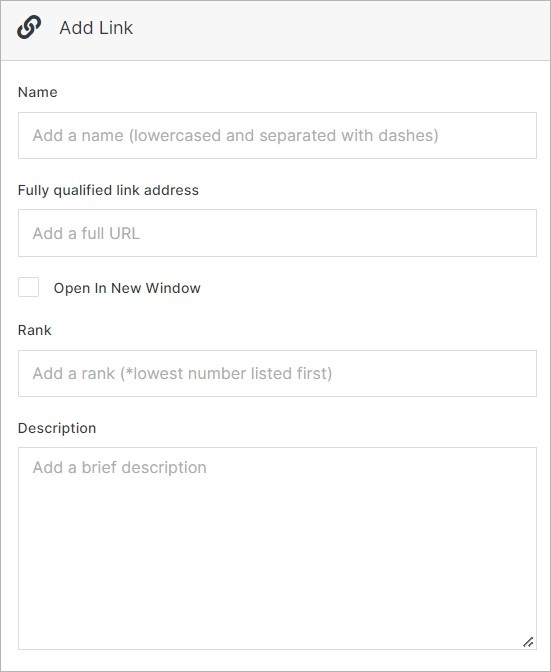 Add Link
Name
Add a name (lowercased and separated with dashes)
Fully qualified link address
Add a full URL
Open In New Window
Rank
Add a rank (*lowest number listed first)
Description
Add a brief description